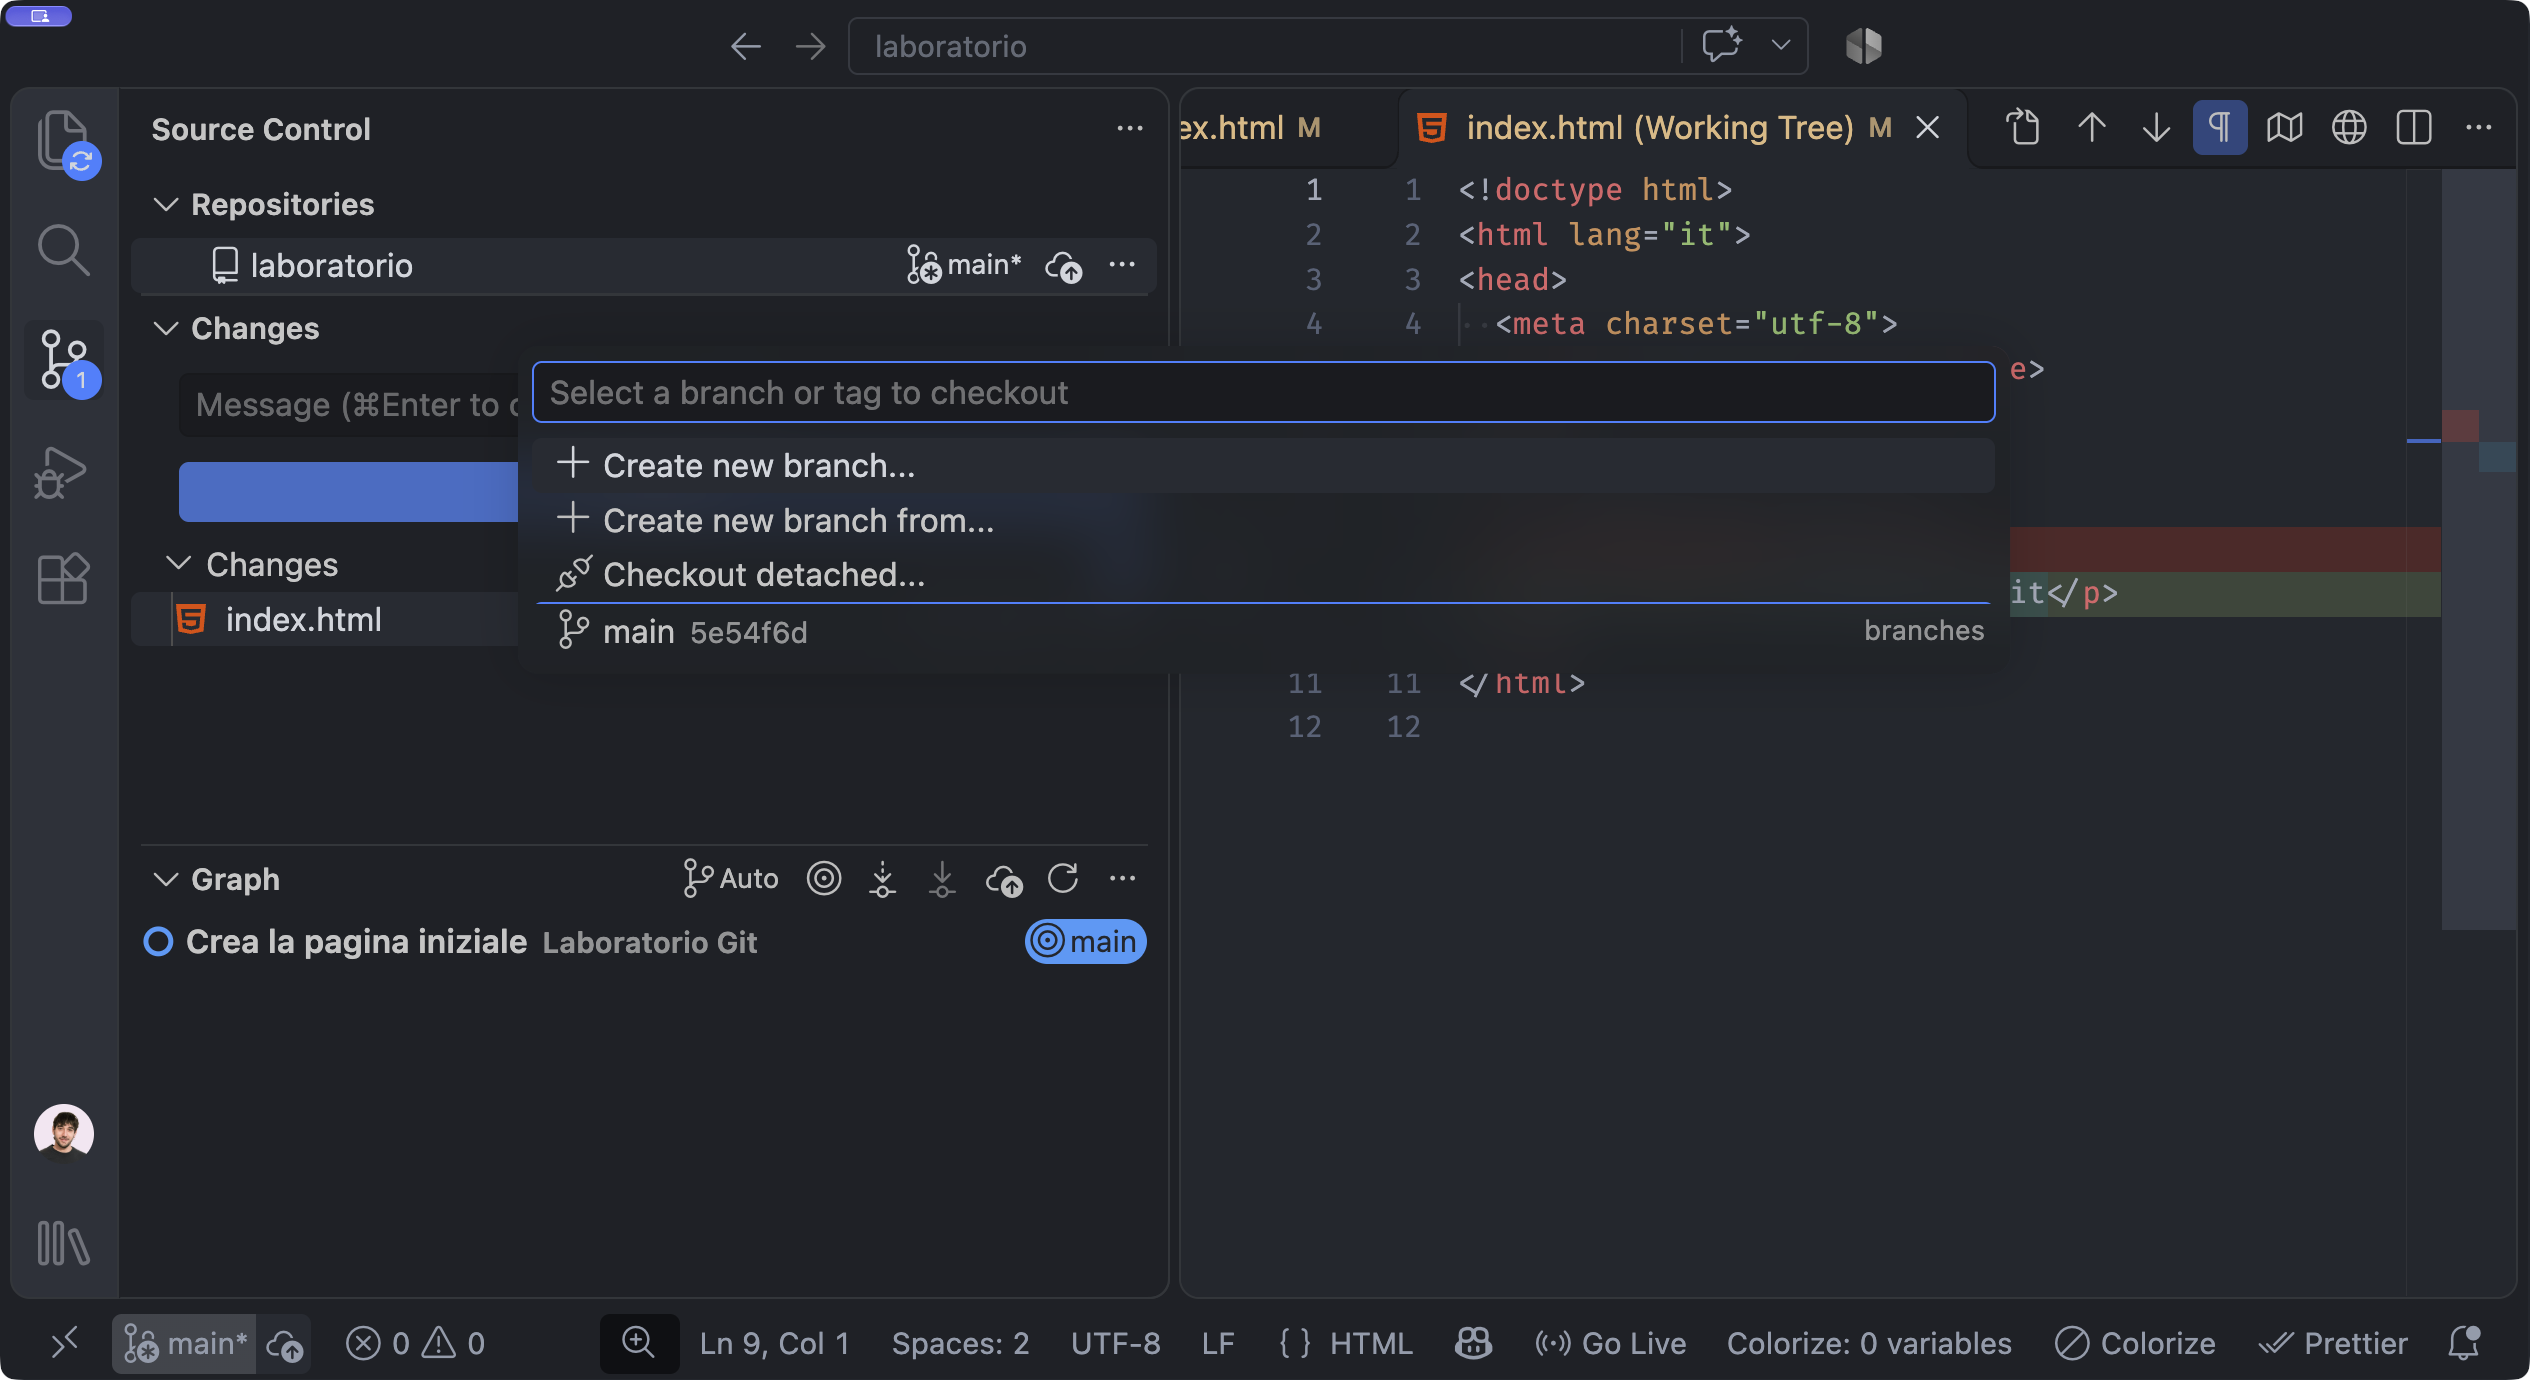 laboratorio
Source Control
Repositories
laboratorio main*
Changes
Message (⌘Enter to c
Changes
index.html
1
Select a branch or tag to checkout
Create new branch...
Create new branch from...
Checkout detached...
main 5e54f6d branches
Graph Auto
Crea la pagina iniziale Laboratorio Git main
ex.html M
index.html (Working Tree) M
1 1 <!doctype html>
2 2 <html lang="it">
3 3 <head>
4 4 <meta charset="utf-8">
e>
it</p>
11 11 </html>
12 12
main* 0 0 Ln 9, Col 1 Spaces: 2 UTF-8 LF {} HTML Go Live Colorize: 0 variables Colorize Prettier